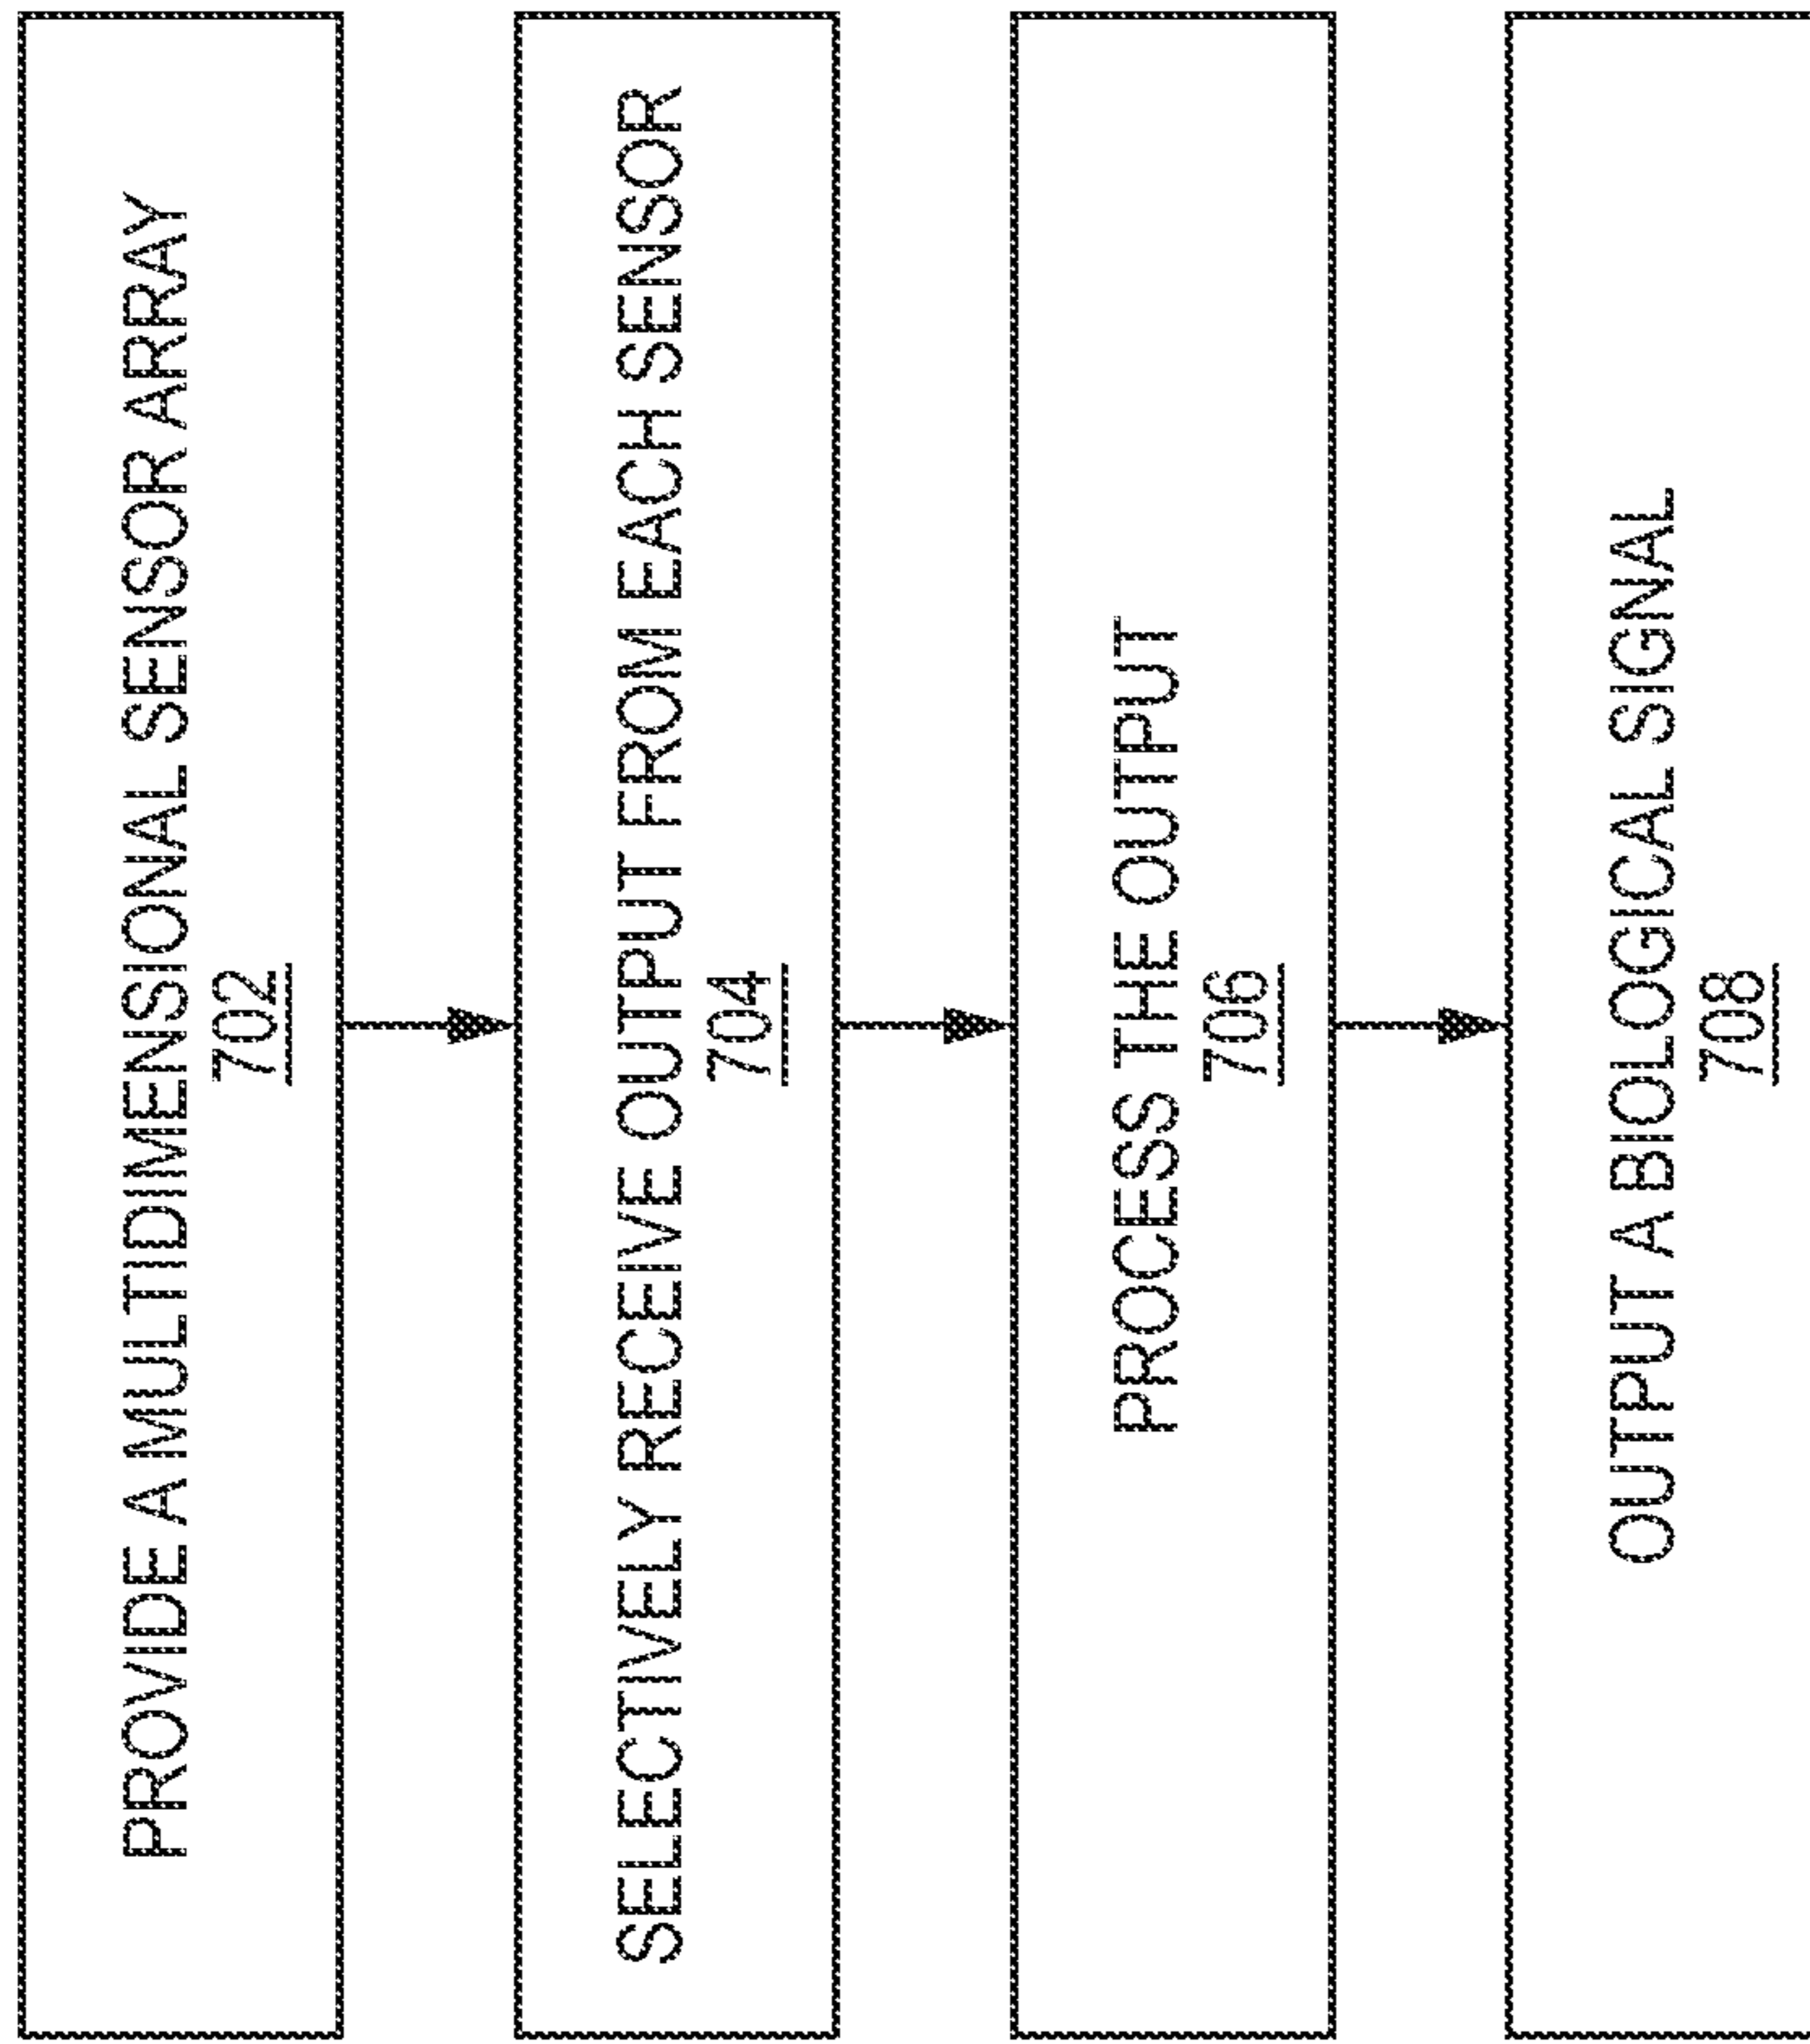 PROVIDE A MULTIDIMENSIONAL SENSOR ARRAY
702
SELECTIVELY RECEIVE OUTPUT FROM EACH SENSOR
704
PROCESS THE OUTPUT
706
OUTPUT A BIOLOGICAL SIGNAL
708